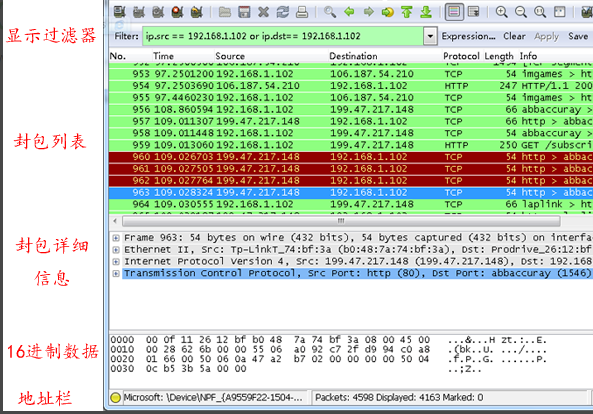 显示过滤器
封包列表
封包详细
信息
16进制数据
地址栏
Filter: ip.src == 192.168.1.102 or ip.dst== 192.168.1.102 Expression... Clear Apply Save
No. Time Source Destination Protocol Length Info
953 97.2501200 192.168.1.102 106.187.54.210 TCP 54 imgames > ht
954 97.2503690 192.168.1.102 106.187.54.210 HTTP 247 HTTP/1.1 200
955 97.4460230 192.168.1.102 106.187.54.210 TCP 54 imgames > ht
956 108.860594 192.168.1.102 199.47.217.148 TCP 66 abbaccuray >
957 109.011307 199.47.217.148 192.168.1.102 TCP 66 http > abbac
958 109.011448 192.168.1.102 199.47.217.148 TCP 54 abbaccuray >
959 109.013060 192.168.1.102 199.47.217.148 HTTP 250 GET /subscri
960 109.026703 199.47.217.148 192.168.1.102 TCP 54 http > abbac
961 109.027505 199.47.217.148 192.168.1.102 TCP 54 http > abbac
962 109.027764 199.47.217.148 192.168.1.102 TCP 54 http > abbac
963 109.028324 199.47.217.148 192.168.1.102 TCP 54 http > abbac
964 109.030555 192.168.1.102 199.47.217.148 TCP 66 laplink > ht
Frame 963: 54 bytes on wire (432 bits), 54 bytes captured (432 bits) on interfa
Ethernet II, Src: Tp-LinkT_74:bf:3a (b0:48:7a:74:bf:3a), Dst: Prodrive_26:12:bf
Internet Protocol Version 4, Src: 199.47.217.148 (199.47.217.148), Dst: 192.168
Transmission Control Protocol, Src Port: http (80), Dst Port: abbaccuray (1546)
0000 00 0f 11 26 12 bf b0 48 7a 74 bf 3a 08 00 45 00 ...&...H zt.:..E.
0010 00 28 62 6b 00 00 55 06 a0 92 c7 2f d9 94 c0 a8 .(bk..U. .../....
0020 01 66 00 50 06 0a 47 a2 b7 02 00 00 00 00 50 04 .f.P..G. ......P.
0030 0c b5 3b 5a 00 00 ..;Z..
Microsoft: \Device\NPF_{A9559F22-1504-... Packets: 4598 Displayed: 4163 Marked: 0